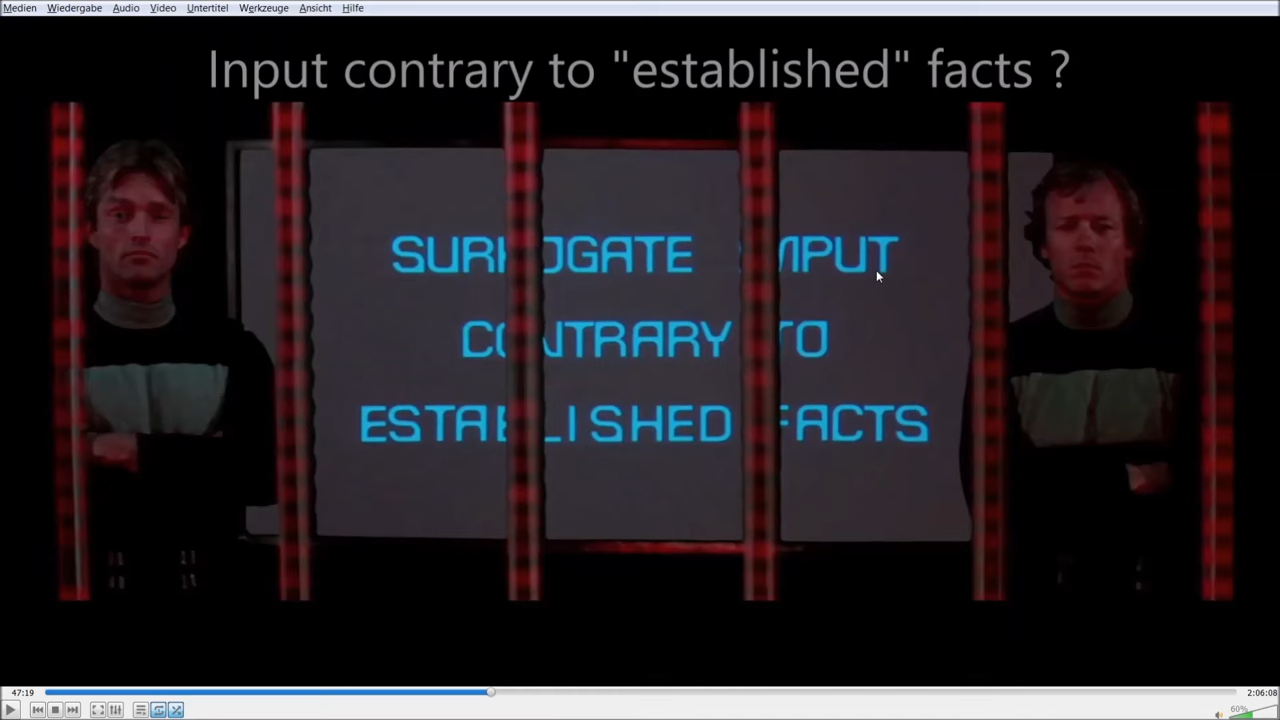 Medien Wiedergabe Audio Video Untertitel Werkzeuge Ansicht Hilfe
Input contrary to "established" facts ?
SURROGATE INPUT
CONTRARY TO
ESTABLISHED FACTS
47:19 2:06:08
60%